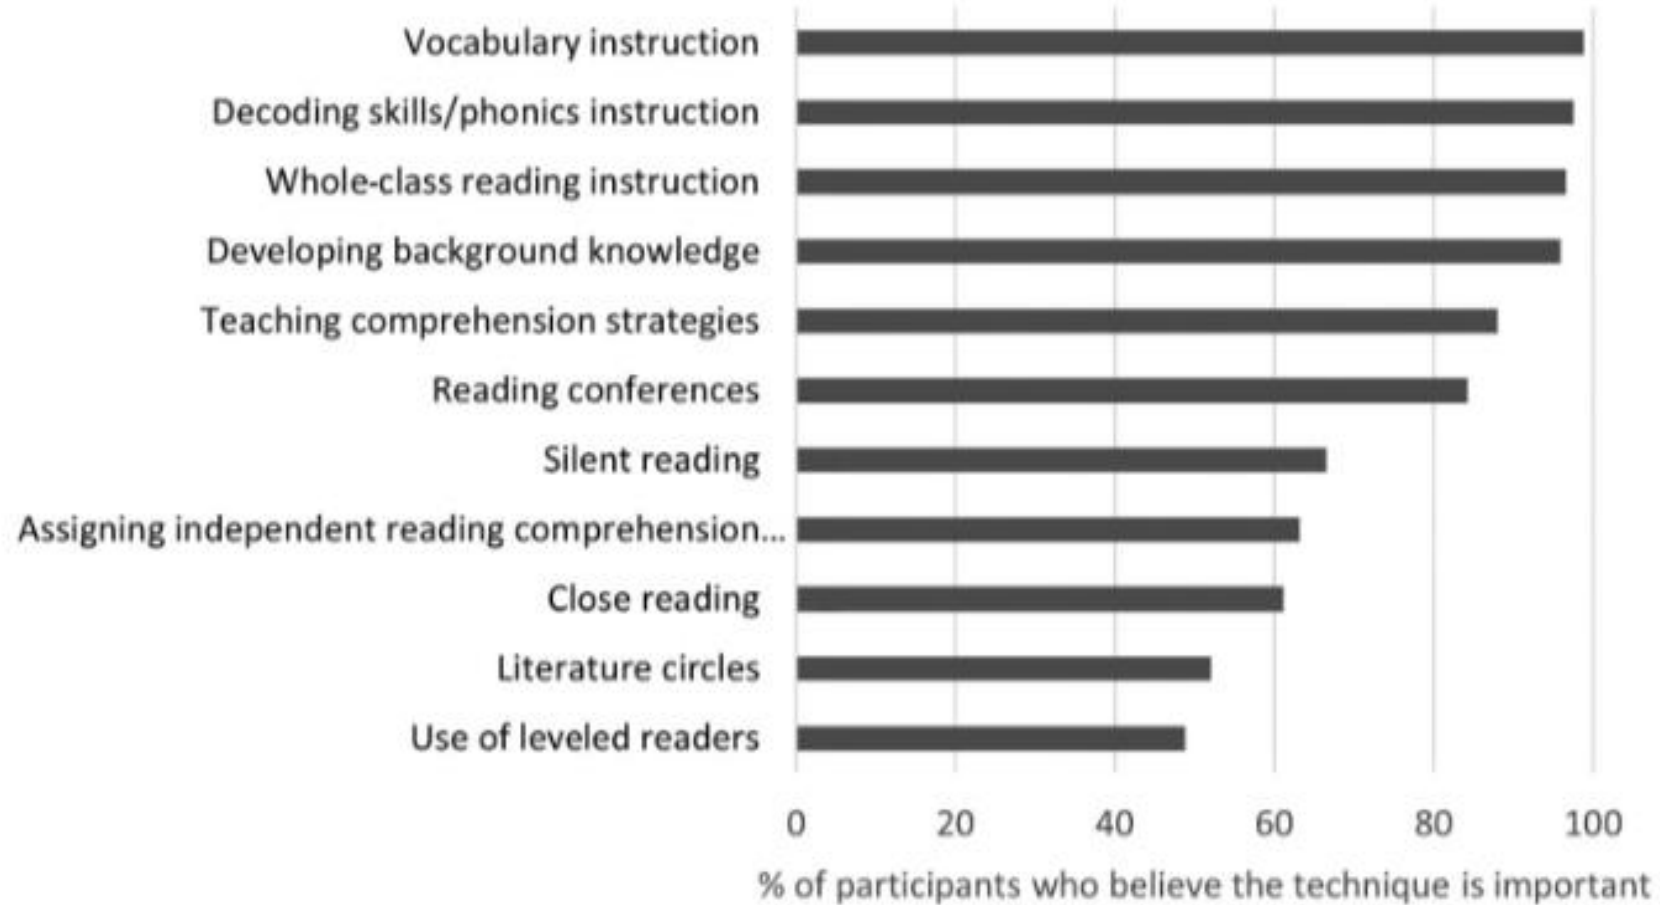 Vocabulary instruction
Decoding skills/phonics instruction
Whole-class reading instruction
Developing background knowledge
Teaching comprehension strategies
Reading conferences
Silent reading
Assigning independent reading comprehension...
Close reading
Literature circles
Use of leveled readers
0 20 40 60 80 100
% of participants who believe the technique is important